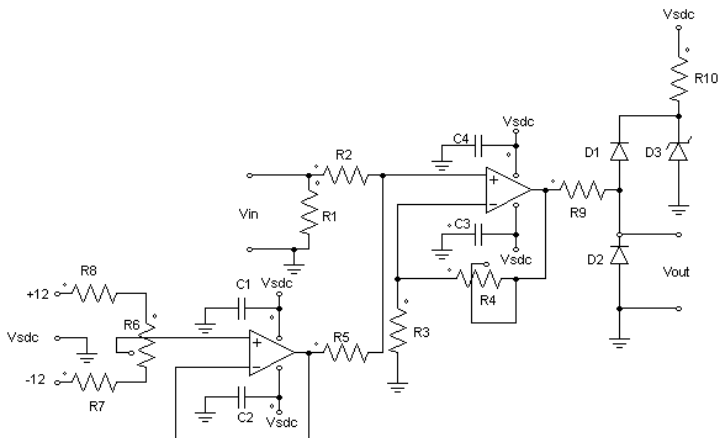 Vsdc
R10
D1
D3
Vsdc
C4
R2
R9
Vin
R1
C3
Vsdc
D2
Vout
R8
C1
Vsdc
R4
+12
R6
R3
Vsdc
R5
-12
R7
C2
Vsdc
+
−
+
−